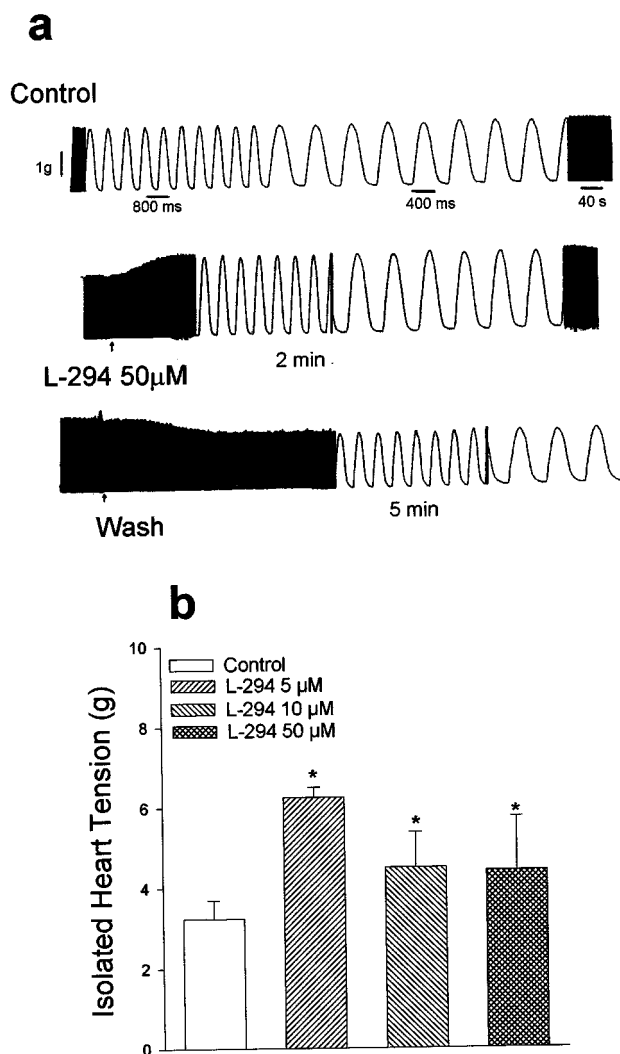 a
Control
1g
800 ms
400 ms
40 s
2 min
L-294 50µM
5 min
Wash
b
Isolated Heart Tension (g)
10
8
6
4
2
0
Control
L-294 5 µM
L-294 10 µM
L-294 50 µM
*
*
*